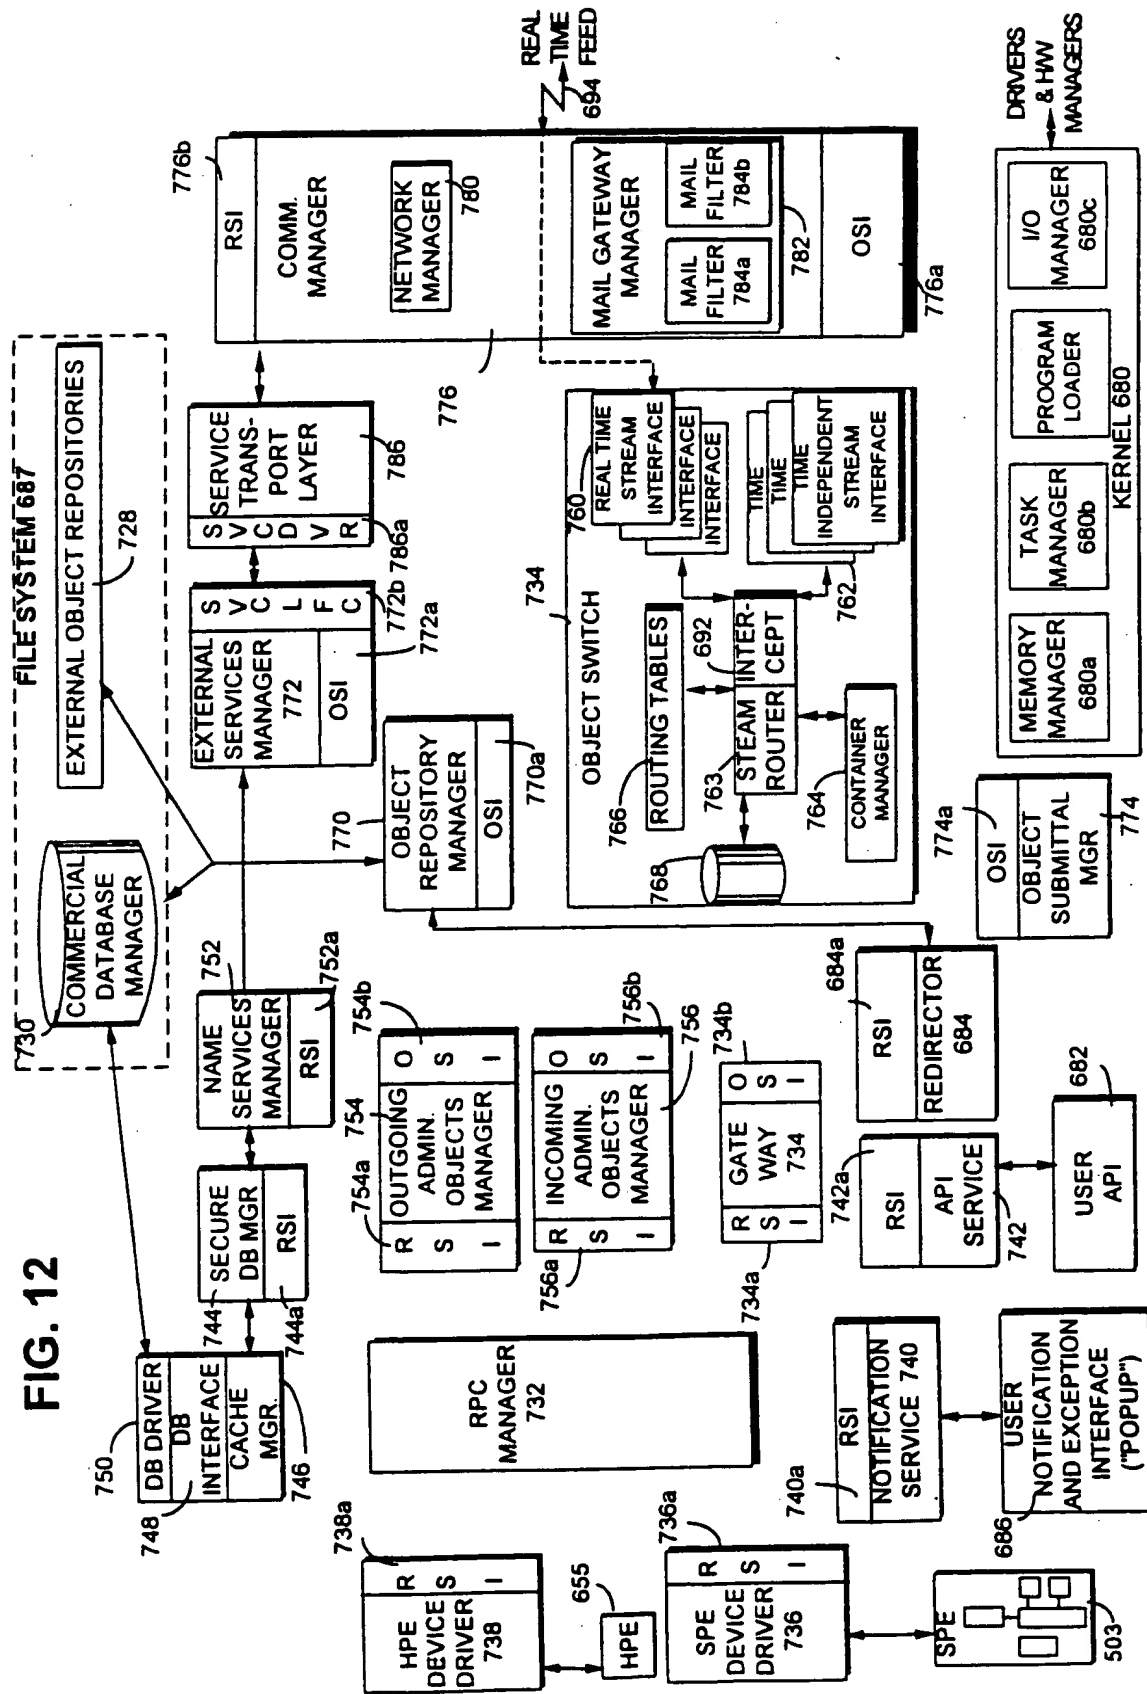 FIG. 12
FILE SYSTEM 687
730
COMMERCIAL
DATABASE
MANAGER
EXTERNAL OBJECT REPOSITORIES
728
750
DB DRIVER
DB
INTERFACE
CACHE
MGR.
748
746
744
SECURE
DB MGR
RSI
744a
NAME
SERVICES
MANAGER
752
RSI
752a
EXTERNAL
SERVICES
MANAGER
772
OSI
S
V
C
L
F
C
772b
772a
S
V
C
D
V
R
786a
SERVICE
TRANS-
PORT
LAYER
786
RSI
776b
COMM.
MANAGER
NETWORK
MANAGER
780
776
MAIL GATEWAY
MANAGER
MAIL
FILTER
784a
MAIL
FILTER
784b
782
OSI
776a
REAL
TIME
FEED
694
738a
HPE
DEVICE
DRIVER
738
R
S
I
HPE
655
RPC
MANAGER
732
754a
754
754b
R
S
I
OUTGOING
ADMIN.
OBJECTS
MANAGER
O
S
I
R
S
I
INCOMING
ADMIN.
OBJECTS
MANAGER
O
S
I
756a
756b
756
770
OBJECT
REPOSITORY
MANAGER
OSI
770a
734
OBJECT SWITCH
766
ROUTING TABLES
692
763
STEAM
ROUTER
INTER-
CEPT
768
764
CONTAINER
MANAGER
760
REAL TIME
STREAM
INTERFACE
INTERFACE
INTERFACE
762
TIME
TIME
TIME
INDEPENDENT
STREAM
INTERFACE
736a
SPE
DEVICE
DRIVER
736
R
S
I
SPE
503
740a
RSI
NOTIFICATION
SERVICE 740
686
USER
NOTIFICATION
AND EXCEPTION
INTERFACE
("POPUP")
734a
734b
R
S
I
GATE
WAY
734
O
S
I
742a
RSI
API
SERVICE
742
USER
API
682
684a
RSI
REDIRECTOR
684
774a
OSI
OBJECT
SUBMITTAL
MGR
774
MEMORY
MANAGER
680a
TASK
MANAGER
680b
PROGRAM
LOADER
I/O
MANAGER
680c
KERNEL 680
DRIVERS
& H/W
MANAGERS